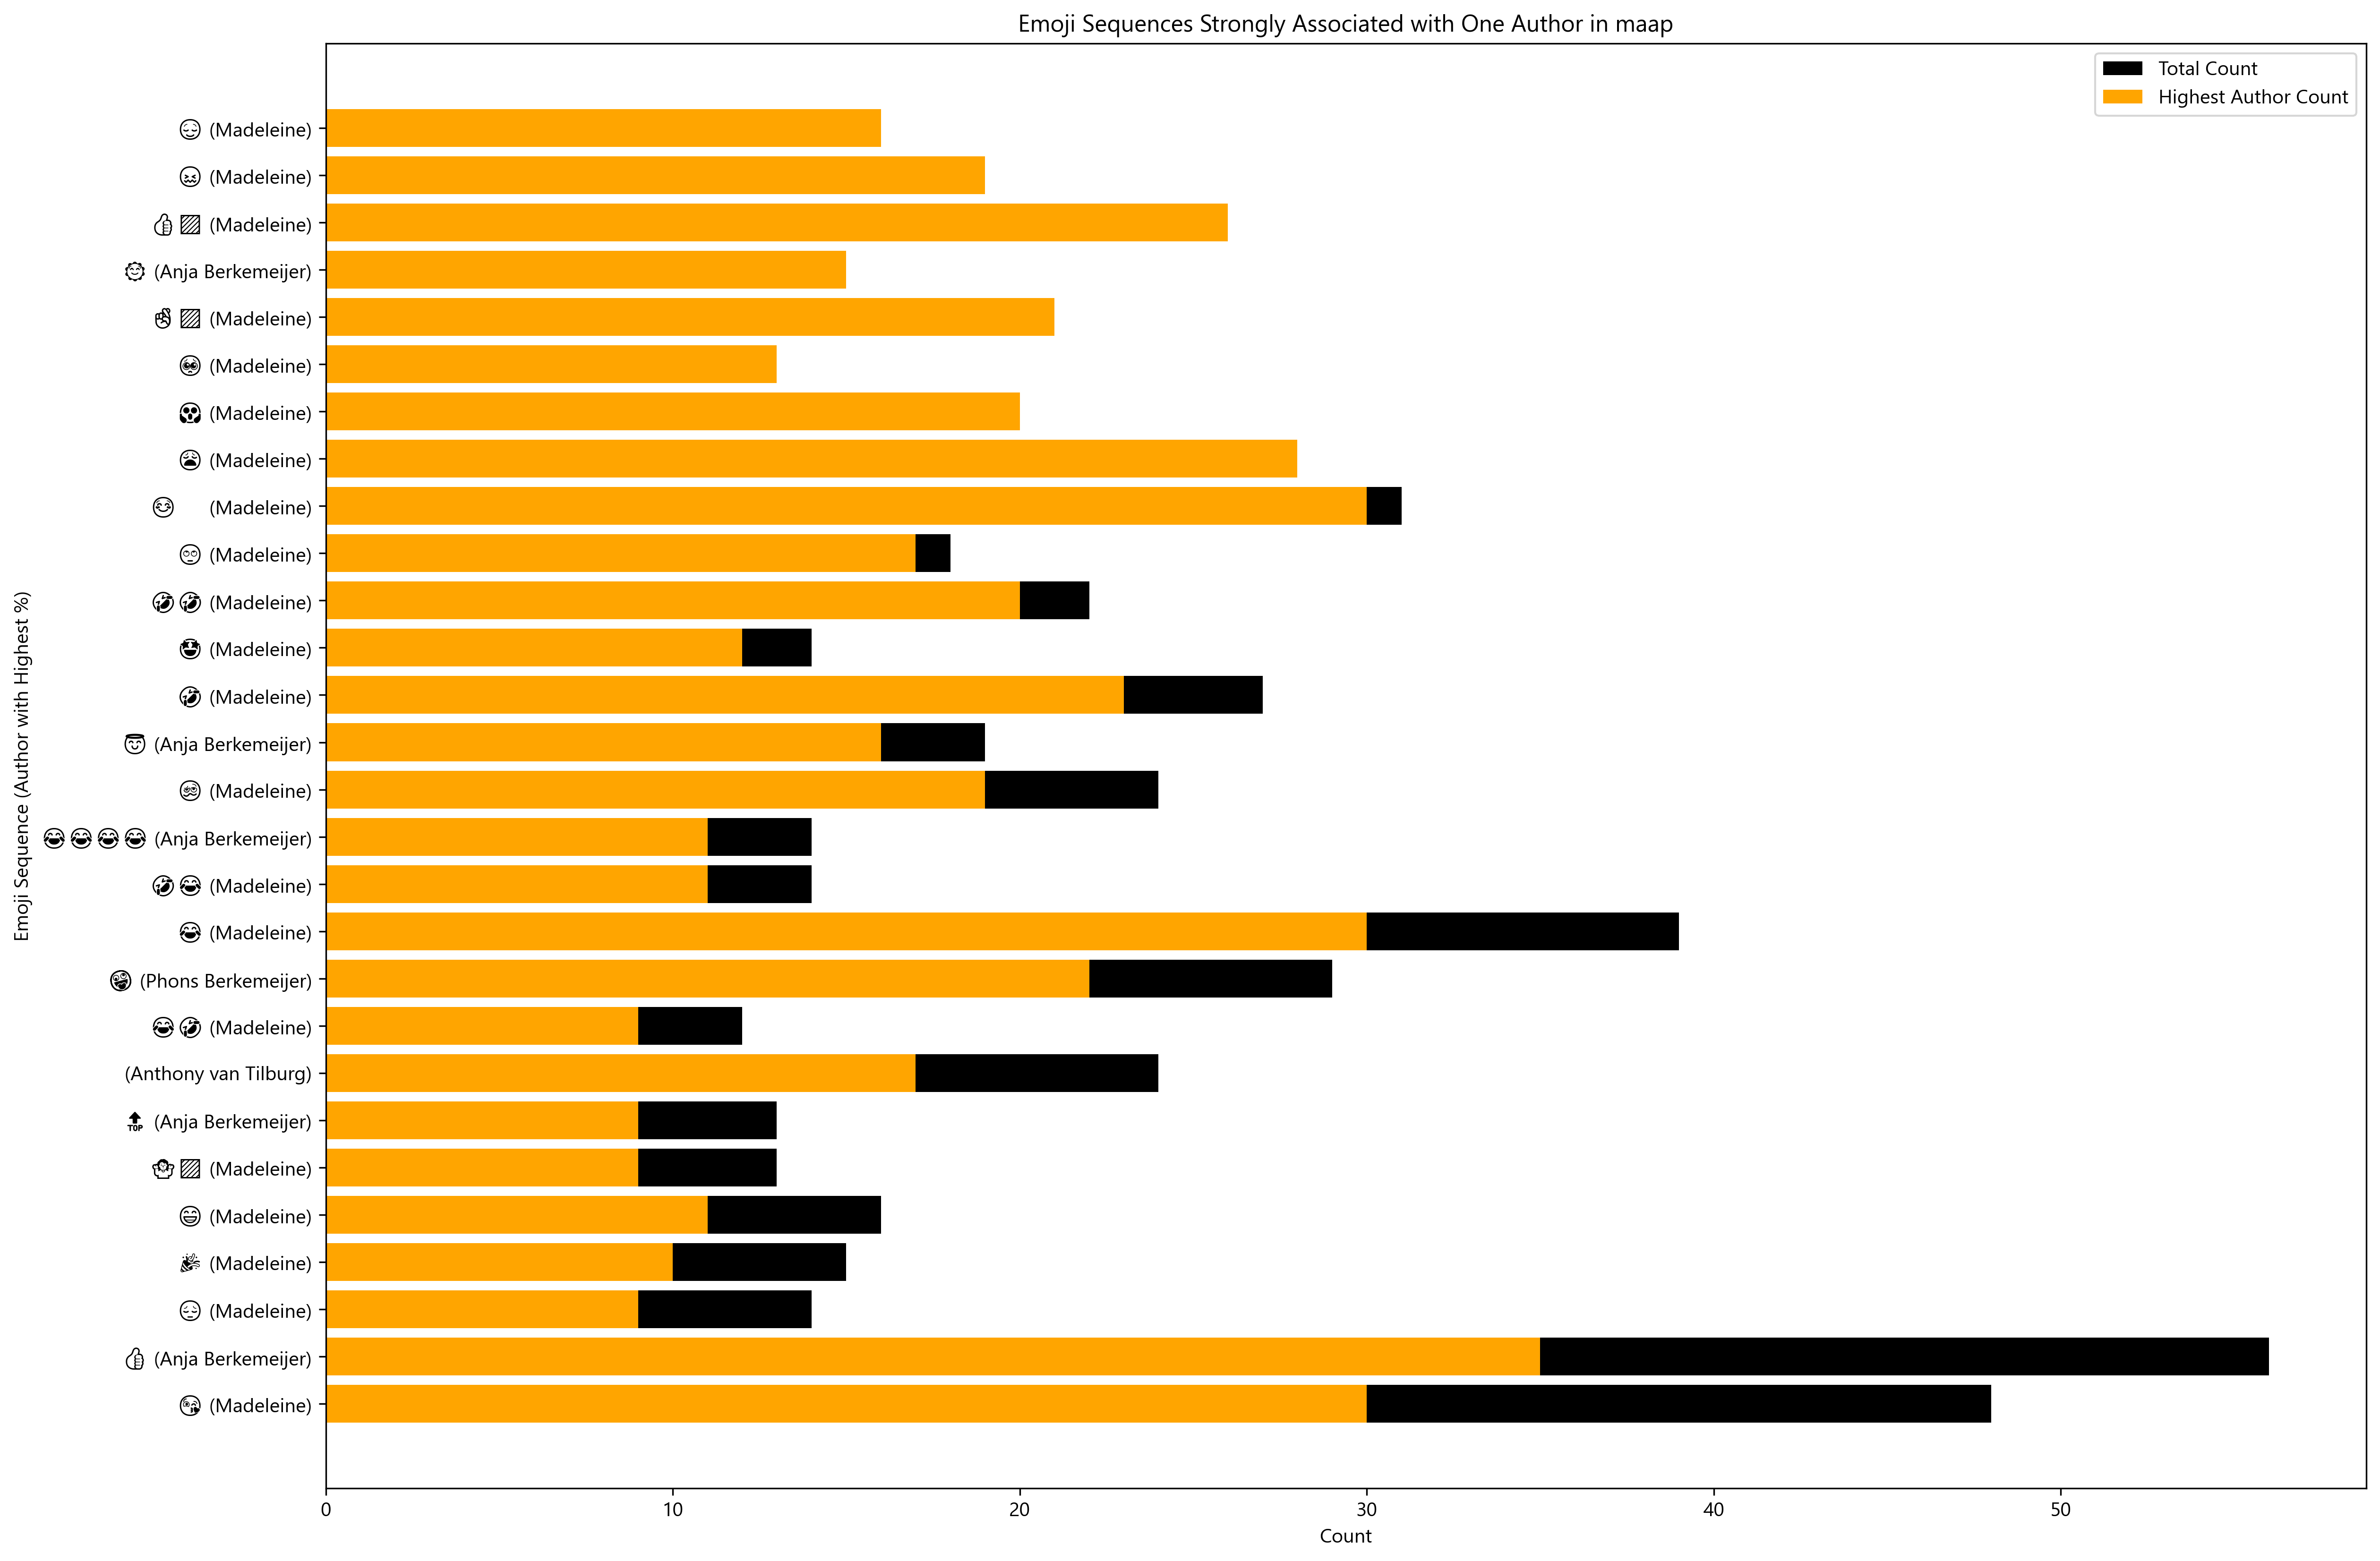 Emoji Sequences Strongly Associated with One Author in maap
Total Count
Highest Author Count
Emoji Sequence (Author with Highest %)
😌 (Madeleine)
😖 (Madeleine)
👍▨ (Madeleine)
🌞 (Anja Berkemeijer)
✌▨ (Madeleine)
🥺 (Madeleine)
😱 (Madeleine)
😩 (Madeleine)
😊 (Madeleine)
🙄 (Madeleine)
🤣🤣 (Madeleine)
🤩 (Madeleine)
🤣 (Madeleine)
😇 (Anja Berkemeijer)
🥴 (Madeleine)
😂😂😂😂 (Anja Berkemeijer)
🤣😂 (Madeleine)
😂 (Madeleine)
🤪 (Phons Berkemeijer)
😂🤣 (Madeleine)
(Anthony van Tilburg)
🔝 (Anja Berkemeijer)
🤷▨ (Madeleine)
😄 (Madeleine)
🎉 (Madeleine)
😔 (Madeleine)
👍 (Anja Berkemeijer)
😘 (Madeleine)
0 10 20 30 40 50
Count